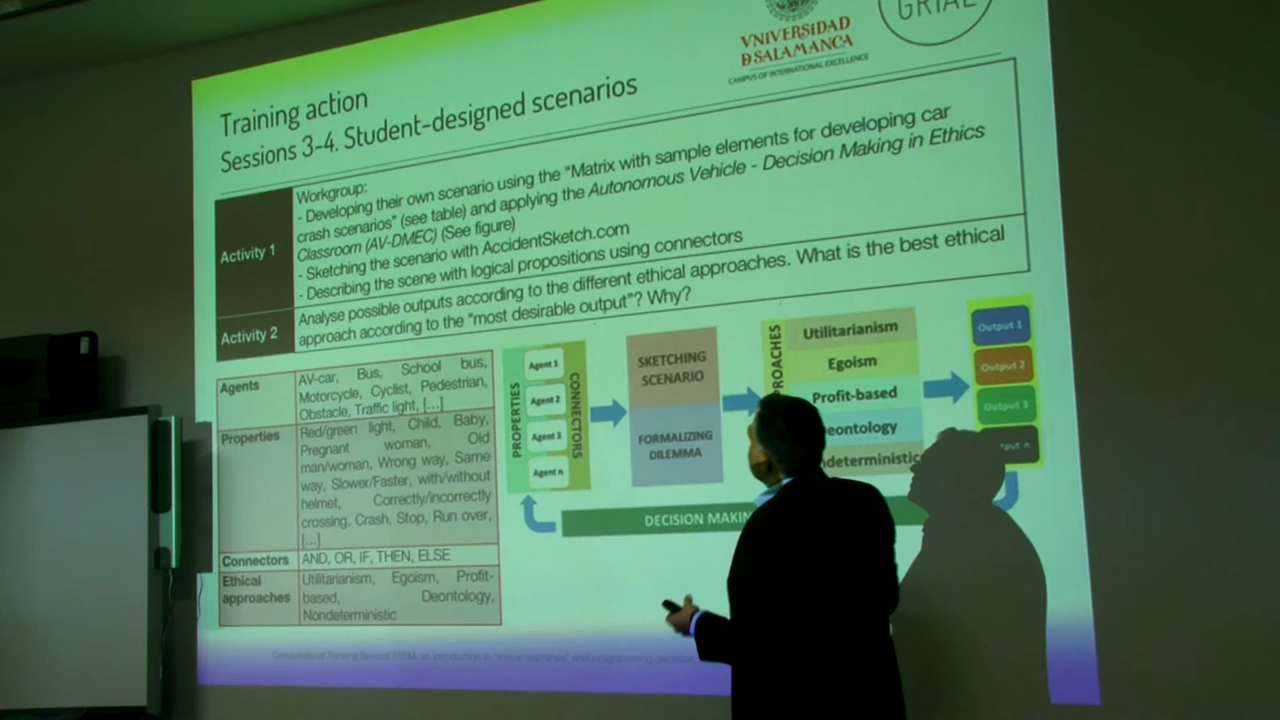 Training action
Sessions 3-4. Student-designed scenarios
VNiVERSiDAD
D SALAMANCA
CAMPUS OF INTERNATIONAL EXCELLENCE
GRIAL
Activity 1
Workgroup:
- Developing their own scenario using the “Matrix with sample elements for developing car
crash scenarios” (see table) and applying the Autonomous Vehicle - Decision Making in Ethics
Classroom (AV-DMEC) (See figure)
- Sketching the scenario with AccidentSketch.com
- Describing the scene with logical propositions using connectors
Activity 2
Analyse possible outputs according to the different ethical approaches. What is the best ethical
approach according to the “most desirable output”? Why?
Agents
AV-car, Bus, School bus,
Motorcycle, Cyclist, Pedestrian,
Obstacle, Traffic light, [...]
Properties
Red/green light, Child, Baby,
Pregnant woman, Old
man/woman, Wrong way, Same
way, Slower/Faster, with/without
helmet, Correctly/incorrectly
crossing, Crash, Stop, Run over,
[...]
Connectors
AND, OR, IF, THEN, ELSE
Ethical
approaches
Utilitarianism, Egoism, Profit-
based, Deontology,
Nondeterministic
PROPERTIES
Agent 1
Agent 2
Agent 3
Agent n
CONNECTORS
SKETCHING
SCENARIO
FORMALIZING
DILEMMA
ROACHES
Utilitarianism
Egoism
Profit-based
eontology
ndeterministic
Output 1
Output 2
Output 3
tput n
DECISION MAKIN